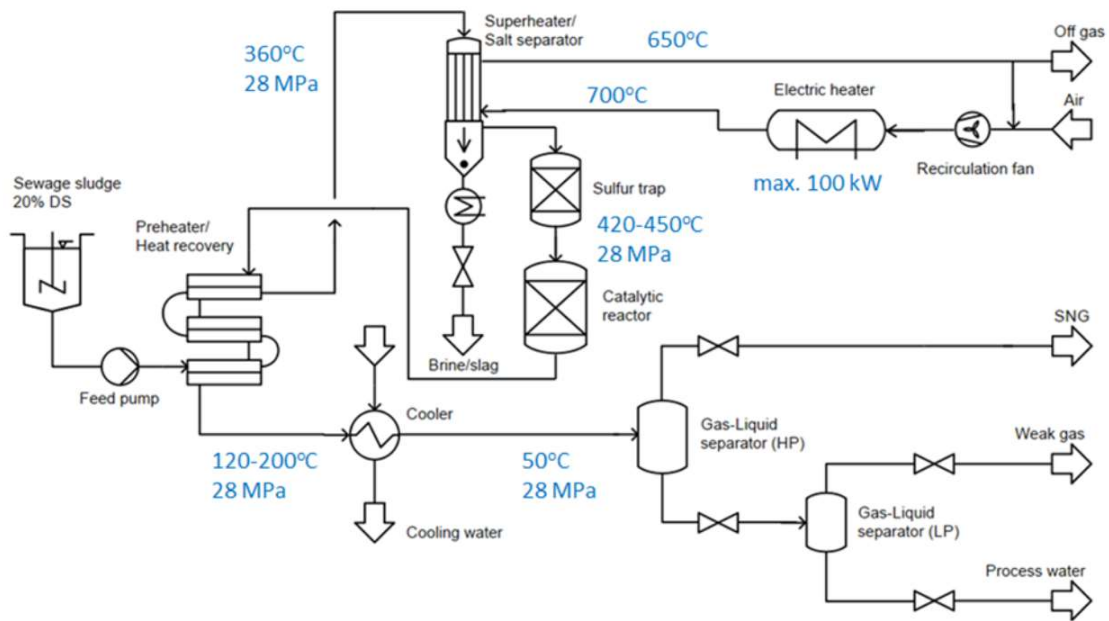 Superheater/
Salt separator
360°C
28 MPa
650°C
Off gas
700°C
Electric heater
Air
Recirculation fan
max. 100 kW
Sewage sludge
20% DS
Preheater/
Heat recovery
Sulfur trap
420-450°C
28 MPa
Catalytic
reactor
Brine/slag
Feed pump
SNG
Cooler
Gas-Liquid
separator (HP)
120-200°C
28 MPa
50°C
28 MPa
Weak gas
Cooling water
Gas-Liquid
separator (LP)
Process water